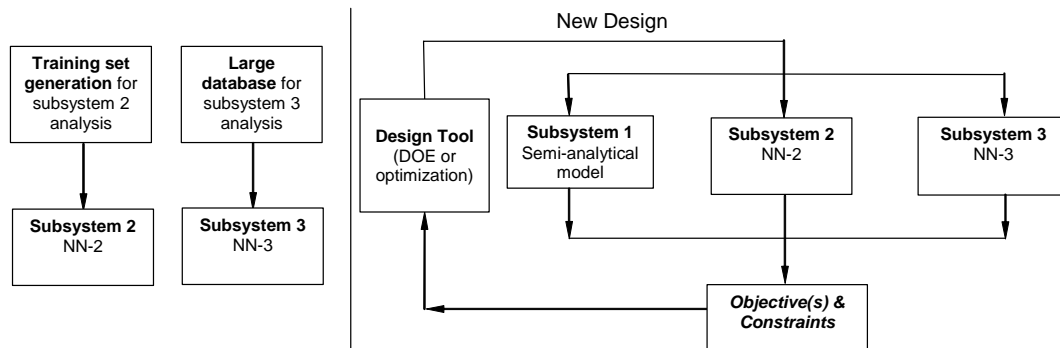 Training set
generation for
subsystem 2
analysis
Large
database for
subsystem 3
analysis
Subsystem 2
NN-2
Subsystem 3
NN-3
New Design
Design Tool
(DOE or
optimization)
Subsystem 1
Semi-analytical
model
Subsystem 2
NN-2
Subsystem 3
NN-3
Objective(s) &
Constraints